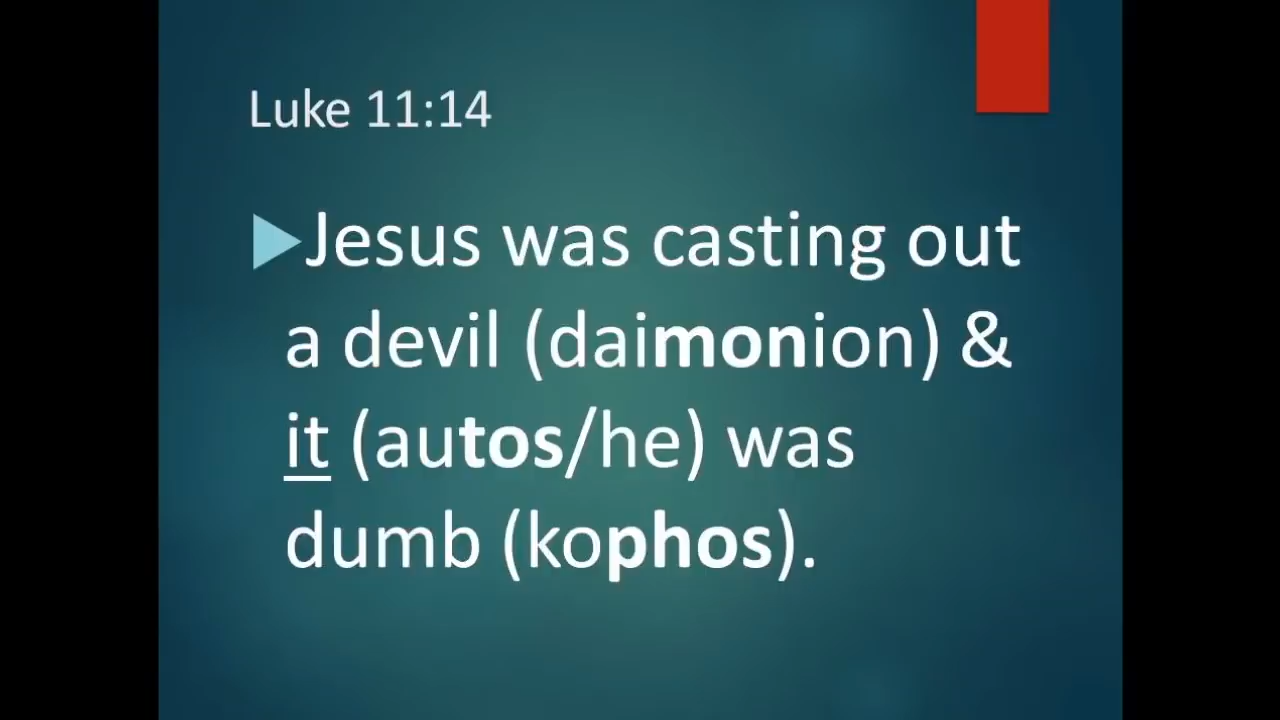 Luke 11:14
Jesus was casting out
a devil (daimonion) &
it (autos/he) was
dumb (kophos).